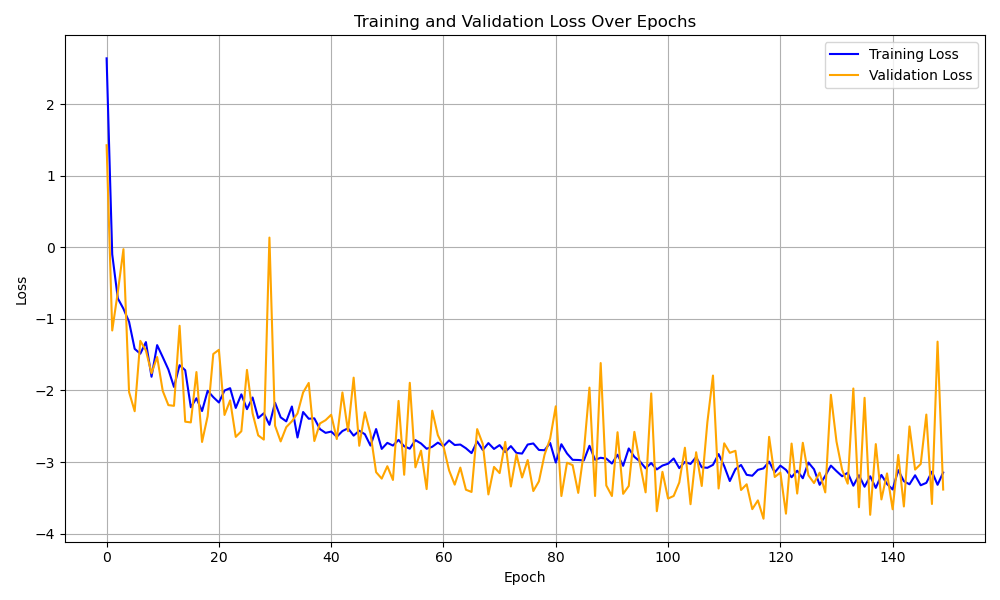 Training and Validation Loss Over Epochs
Training Loss
Validation Loss
Loss
2
1
0
−1
−2
−3
−4
0 20 40 60 80 100 120 140
Epoch